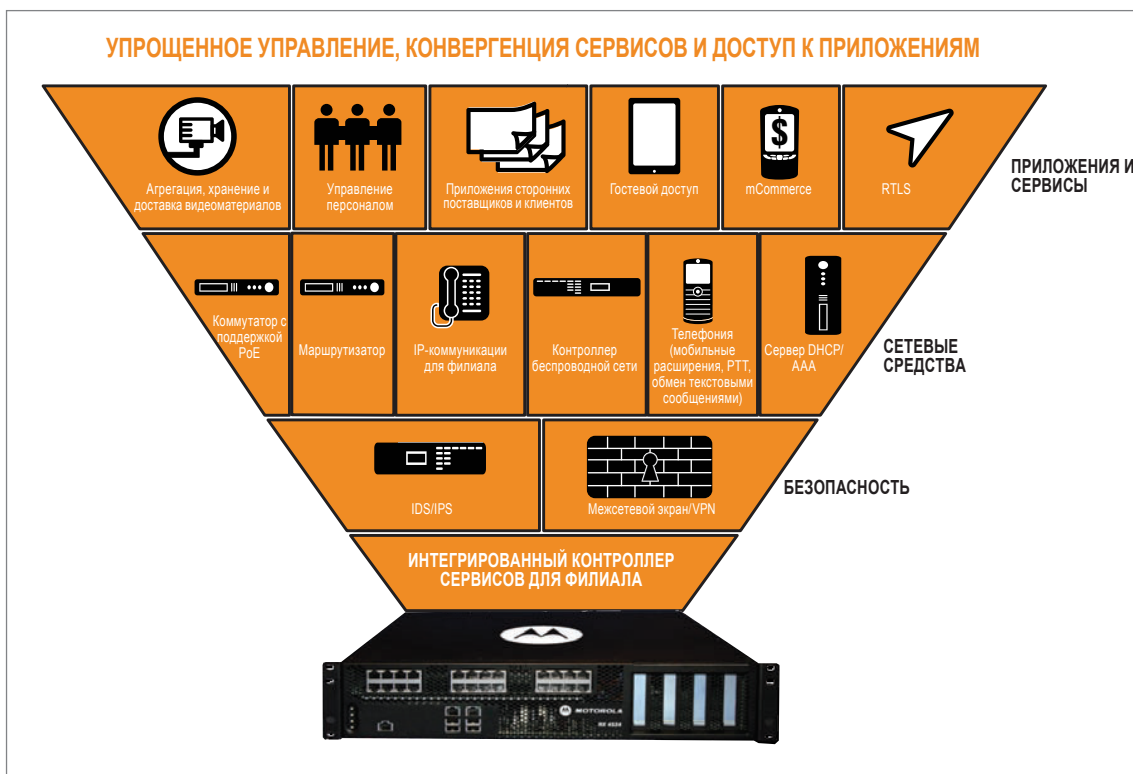 УПРОЩЕННОЕ УПРАВЛЕНИЕ, КОНВЕРГЕНЦИЯ СЕРВИСОВ И ДОСТУП К ПРИЛОЖЕНИЯМ
Агрегация, хранение и
доставка видеоматериалов
Управление
персоналом
Приложения сторонних
поставщиков и клиентов
Гостевой доступ
$
mCommerce
RTLS
ПРИЛОЖЕНИЯ И
СЕРВИСЫ
Коммутатор с
поддержкой
PoE
Маршрутизатор
IP-коммуникации
для филиала
Контроллер
беспроводной сети
Телефония
(мобильные
расширения, PTT,
обмен текстовыми
сообщениями)
Сервер DHCP/
AAA
СЕТЕВЫЕ
СРЕДСТВА
IDS/IPS
Межсетевой экран/VPN
БЕЗОПАСНОСТЬ
ИНТЕГРИРОВАННЫЙ КОНТРОЛЛЕР
СЕРВИСОВ ДЛЯ ФИЛИАЛА
MOTOROLA